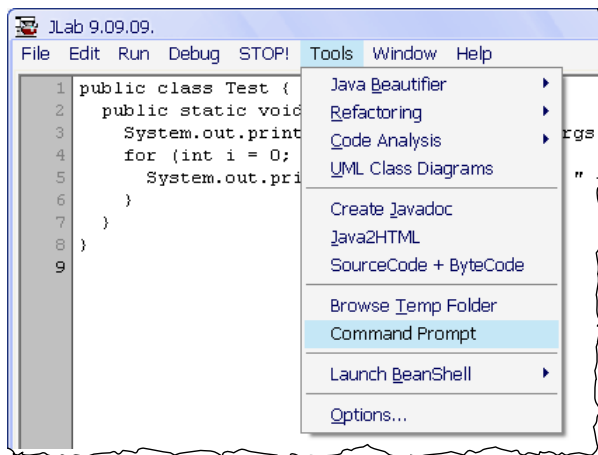 JLab 9.09.09.
File Edit Run Debug STOP! Tools Window Help
1 public class Test {
2 public static void
3 System.out.print
rgs
4 for (int i = 0;
5 System.out.pri
"
6 }
7 }
8 }
9
Java Beautifier
Refactoring
Code Analysis
UML Class Diagrams
Create Javadoc
Java2HTML
SourceCode + ByteCode
Browse Temp Folder
Command Prompt
Launch BeanShell
Options...